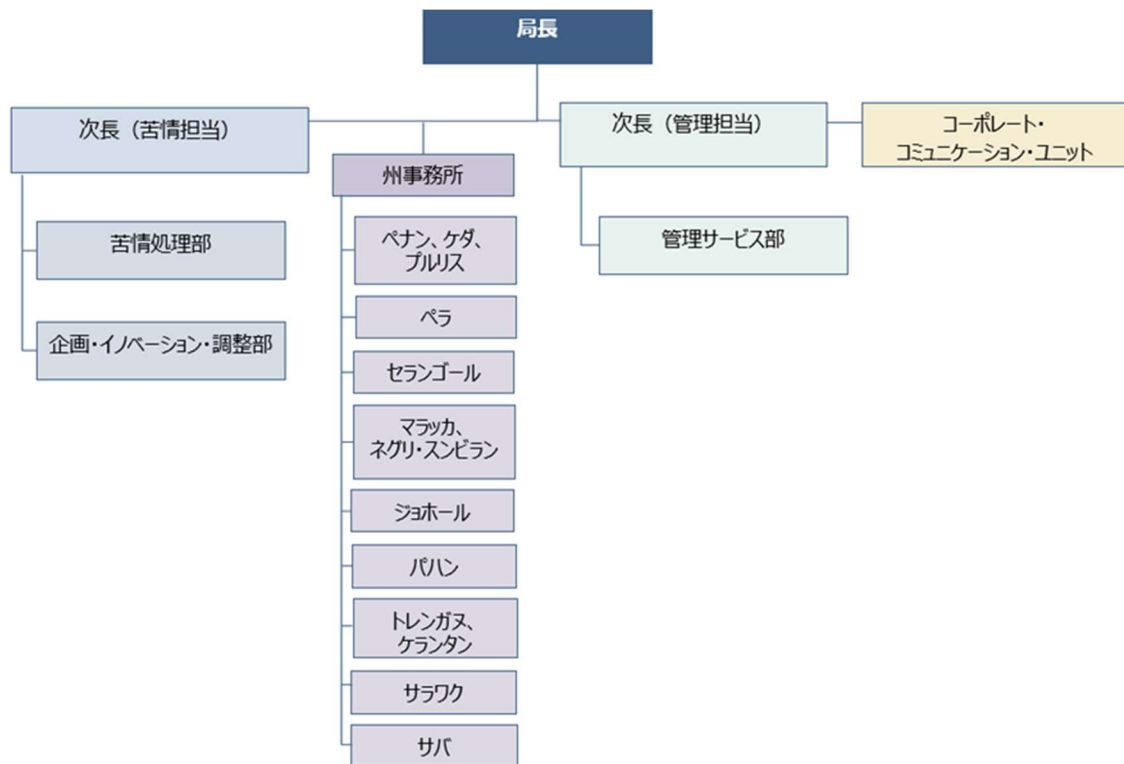 局長
次長（苦情担当）
次長（管理担当）
コーポレート・
コミュニケーション・ユニット
州事務所
苦情処理部
企画・イノベーション・調整部
ペナン、ケダ、
プルリス
ペラ
セランゴール
マラッカ、
ネグリ・スンビラン
ジョホール
パハン
トレンガヌ、
ケランタン
サラワク
サバ
管理サービス部